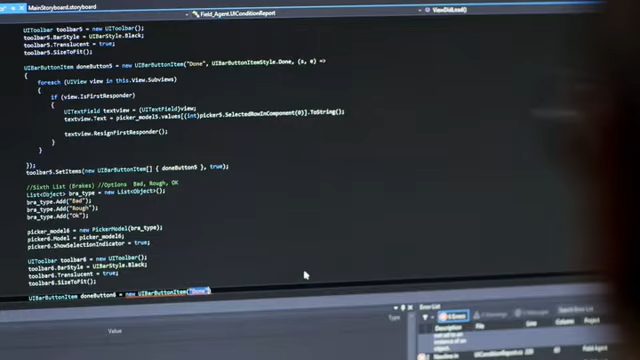 MainStoryboard.storyboard
Field_Agent.UIConditionReport
ViewDidLoad()
UIToolbar toolbar5 = new UIToolbar();
toolbar5.BarStyle = UIBarStyle.Black;
toolbar5.Translucent = true;
toolbar5.SizeToFit();
UIBarButtonItem doneButton5 = new UIBarButtonItem("Done", UIBarButtonItemStyle.Done, (s, e) =>
{
foreach (UIView view in this.View.Subviews)
{
if (view.IsFirstResponder)
{
UITextField textview = (UITextField)view;
textview.Text = picker_model5.values[(int)picker5.SelectedRowInComponent(0)].ToString();
textview.ResignFirstResponder();
}
}
});
toolbar5.SetItems(new UIBarButtonItem[] { doneButton5 }, true);
//Sixth List (Brakes) //Options Bad, Rough, OK
List<Object> bra_type = new List<Object>();
bra_type.Add("Bad");
bra_type.Add("Rough");
bra_type.Add("Ok");
picker_model6 = new PickerModel(bra_type);
picker6.Model = picker_model6;
picker6.ShowSelectionIndicator = true;
UIToolbar toolbar6 = new UIToolbar();
toolbar6.BarStyle = UIBarStyle.Black;
toolbar6.Translucent = true;
toolbar6.SizeToFit();
UIBarButtonItem doneButton6 = new UIBarButtonItem("Done")
Value
Type
Error List
Description
File
Line
Column
Project